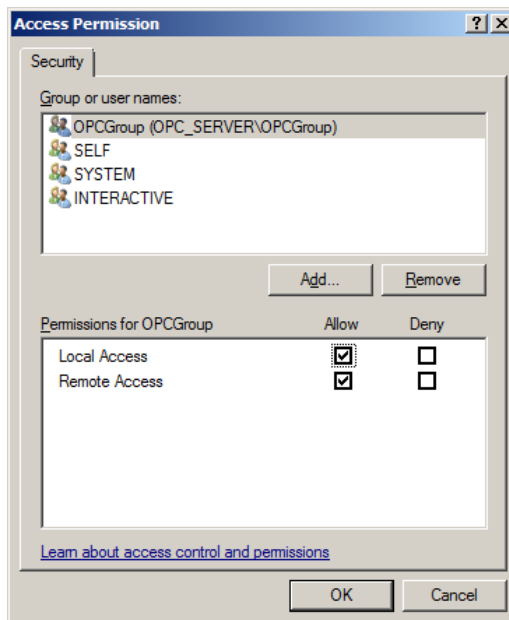 Access Permission
Security
Group or user names:
OPCGroup (OPC_SERVER\OPCGroup)
SELF
SYSTEM
INTERACTIVE
Add... Remove
Permissions for OPCGroup Allow Deny
Local Access
Remote Access
Learn about access control and permissions
OK Cancel